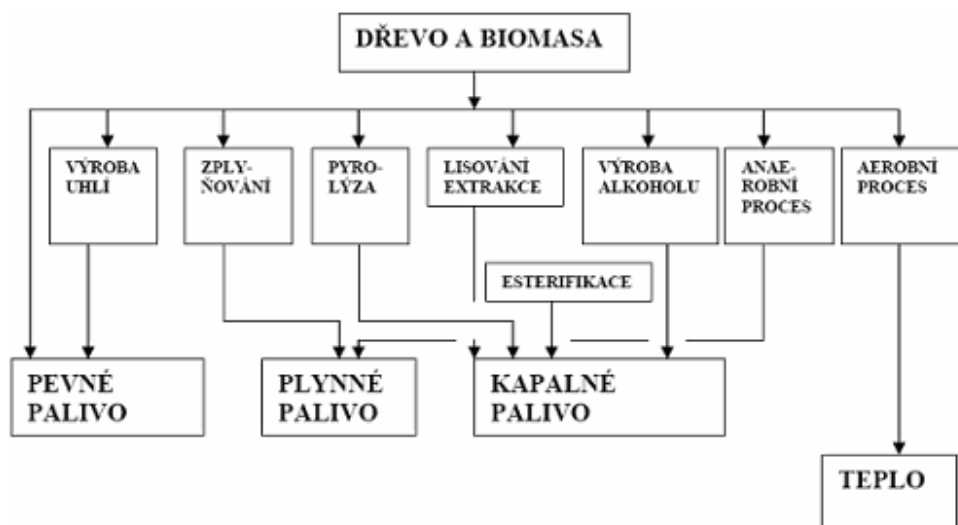 DŘEVO A BIOMASA
VÝROBA
UHLÍ
ZPLY-
ŇOVÁNÍ
PYRO-
LÝZA
LISOVÁNÍ
EXTRAKCE
VÝROBA
ALKOHOLU
ANAE-
ROBNÍ
PROCES
AEROBNÍ
PROCES
ESTERIFIKACE
PEVNÉ
PALIVO
PLYNNÉ
PALIVO
KAPALNÉ
PALIVO
TEPLO